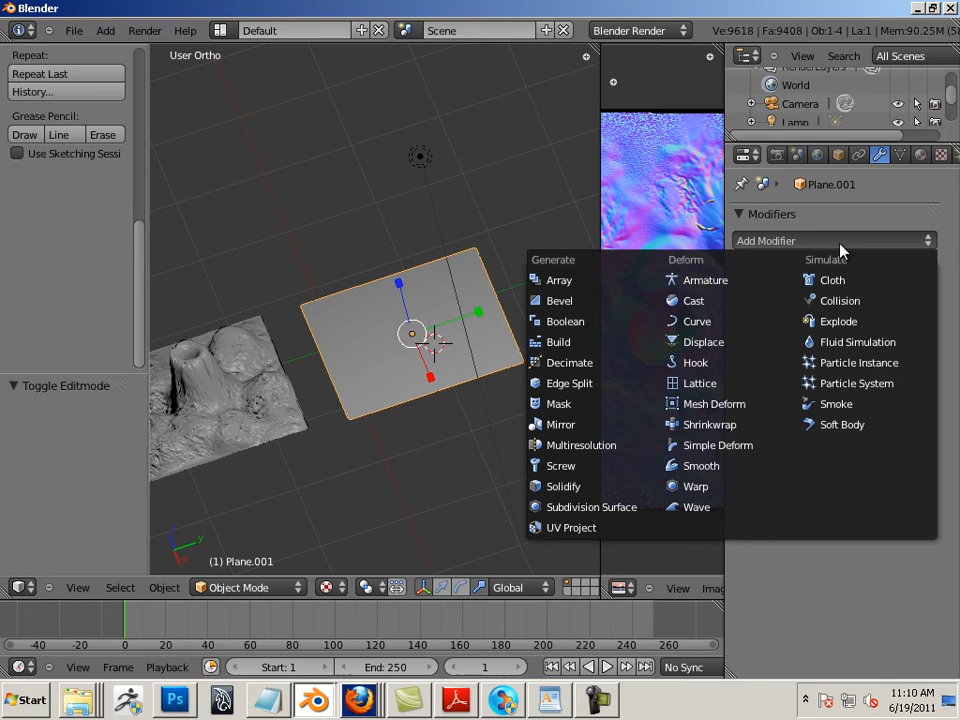 Blender
File
Add
Render
Help
Default
Scene
Blender Render
Ve:9618 | Fa:9408 | Ob:1-4 | La:1 | Mem:90.25M
Repeat:
Repeat Last
History...
Grease Pencil:
Draw
Line
Erase
Use Sketching Sessi
Toggle Editmode
User Ortho
(1) Plane.001
View
Search
All Scenes
World
Camera
Lamp
Plane.001
Modifiers
Add Modifier
Generate
Array
Bevel
Boolean
Build
Decimate
Edge Split
Mask
Mirror
Multiresolution
Screw
Solidify
Subdivision Surface
UV Project
Deform
Armature
Cast
Curve
Displace
Hook
Lattice
Mesh Deform
Shrinkwrap
Simple Deform
Smooth
Warp
Wave
Simulate
Cloth
Collision
Explode
Fluid Simulation
Particle Instance
Particle System
Smoke
Soft Body
View
Select
Object
Object Mode
Global
View
Imag
-40 -20 0 20 40 60 80 100 120 140 160 180 200 220 240 260
View
Frame
Playback
Start: 1
End: 250
1
No Sync
Start
Ps
11:10 AM
6/19/2011